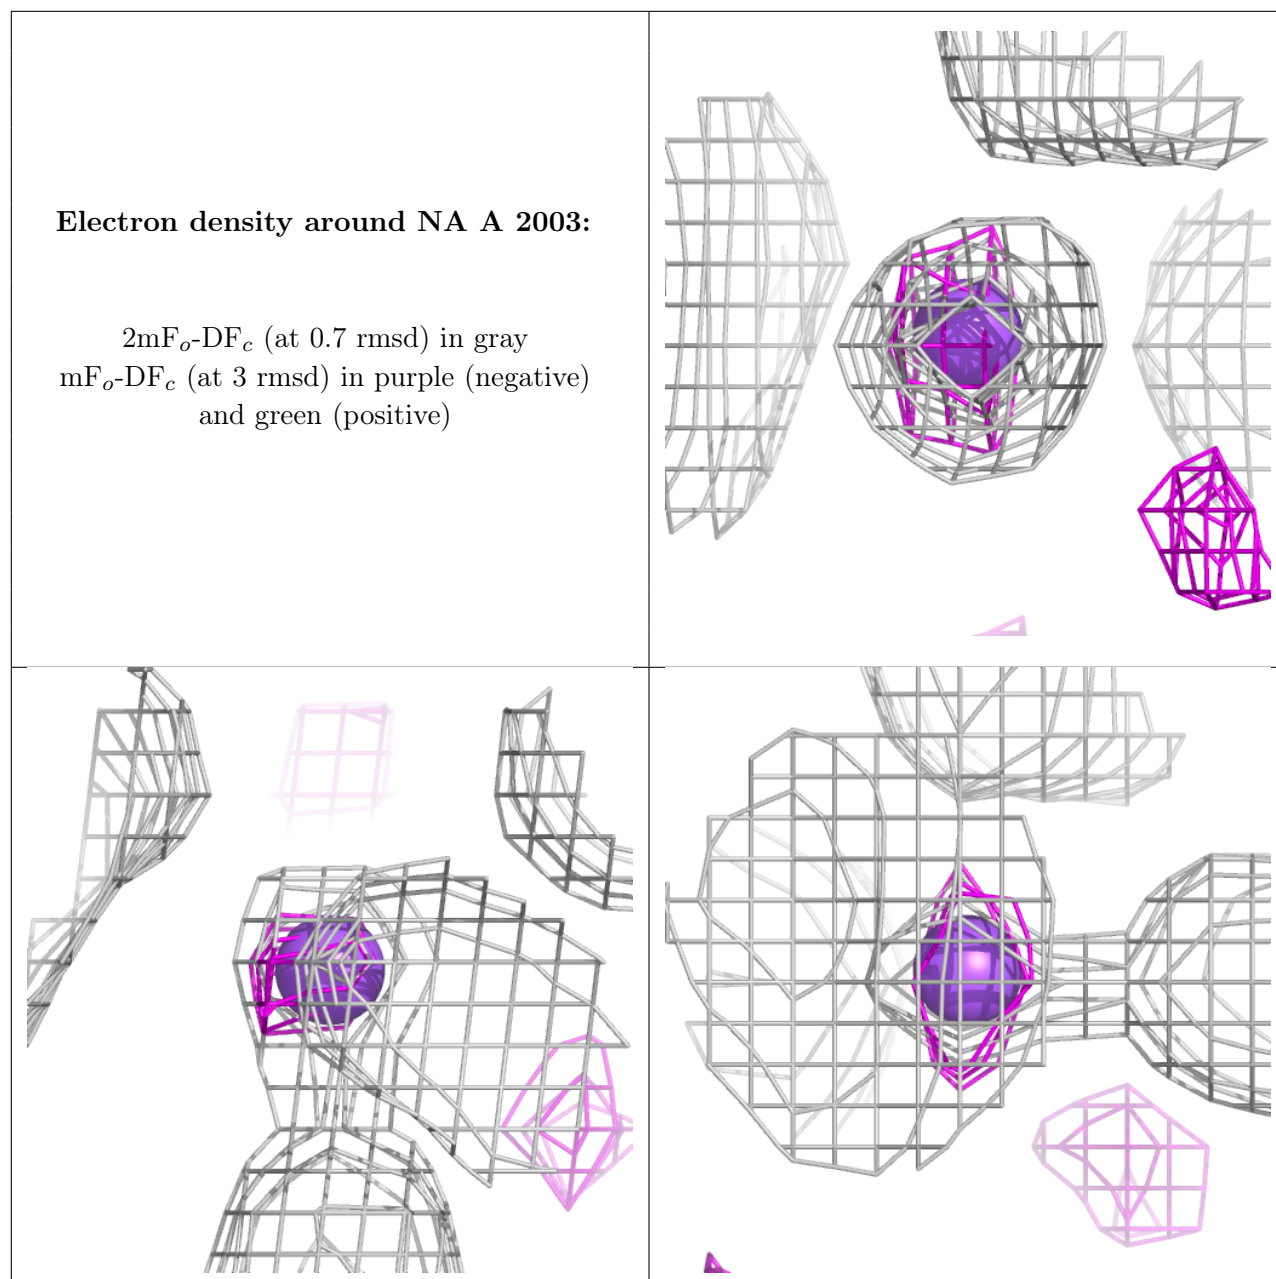 Electron density around NA A 2003:
2mFo-DFc (at 0.7 rmsd) in gray
mFo-DFc (at 3 rmsd) in purple (negative)
and green (positive)